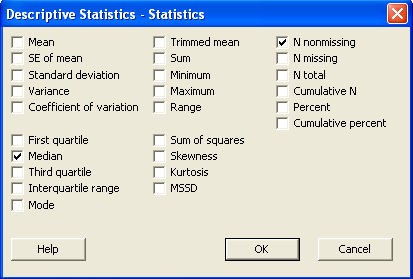 Descriptive Statistics - Statistics
Mean
SE of mean
Standard deviation
Variance
Coefficient of variation
Trimmed mean
Sum
Minimum
Maximum
Range
N nonmissing
N missing
N total
Cumulative N
Percent
Cumulative percent
First quartile
Median
Third quartile
Interquartile range
Mode
Sum of squares
Skewness
Kurtosis
MSSD
Help
OK
Cancel